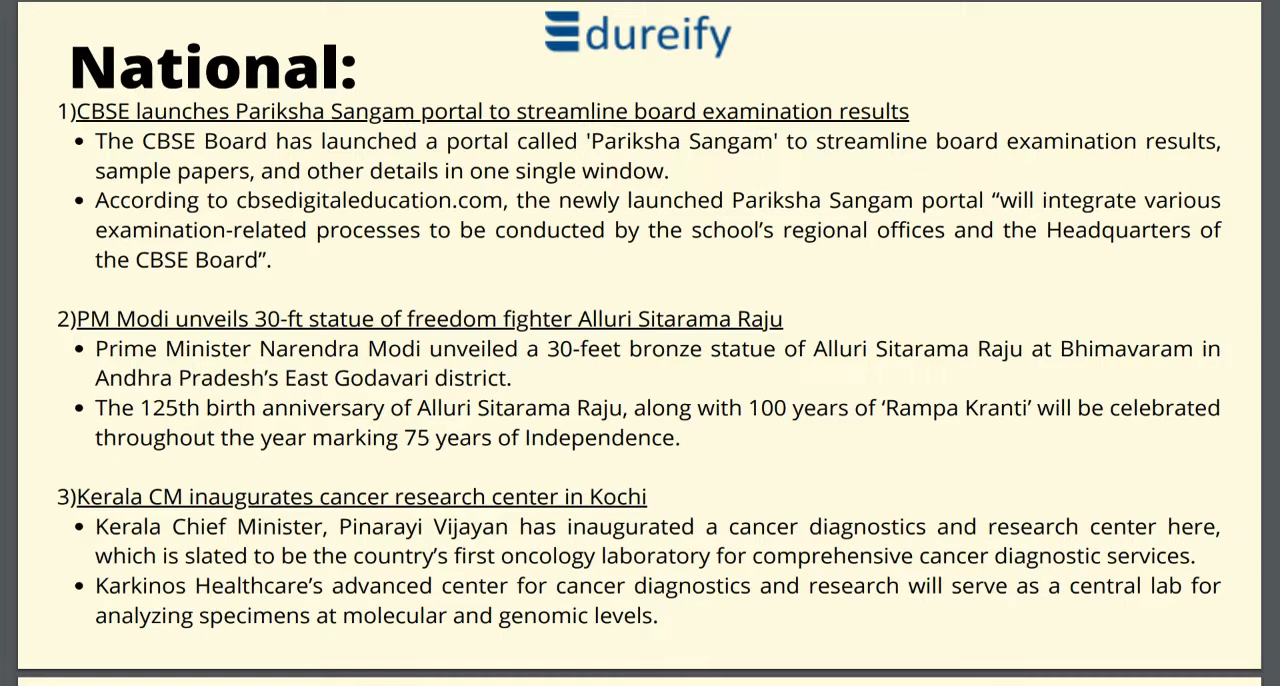 Edureify
National:
1)CBSE launches Pariksha Sangam portal to streamline board examination results
• The CBSE Board has launched a portal called 'Pariksha Sangam' to streamline board examination results,
sample papers, and other details in one single window.
• According to cbsedigitaleducation.com, the newly launched Pariksha Sangam portal “will integrate various
examination-related processes to be conducted by the school’s regional offices and the Headquarters of
the CBSE Board”.
2)PM Modi unveils 30-ft statue of freedom fighter Alluri Sitarama Raju
• Prime Minister Narendra Modi unveiled a 30-feet bronze statue of Alluri Sitarama Raju at Bhimavaram in
Andhra Pradesh’s East Godavari district.
• The 125th birth anniversary of Alluri Sitarama Raju, along with 100 years of ‘Rampa Kranti’ will be celebrated
throughout the year marking 75 years of Independence.
3)Kerala CM inaugurates cancer research center in Kochi
• Kerala Chief Minister, Pinarayi Vijayan has inaugurated a cancer diagnostics and research center here,
which is slated to be the country’s first oncology laboratory for comprehensive cancer diagnostic services.
• Karkinos Healthcare’s advanced center for cancer diagnostics and research will serve as a central lab for
analyzing specimens at molecular and genomic levels.